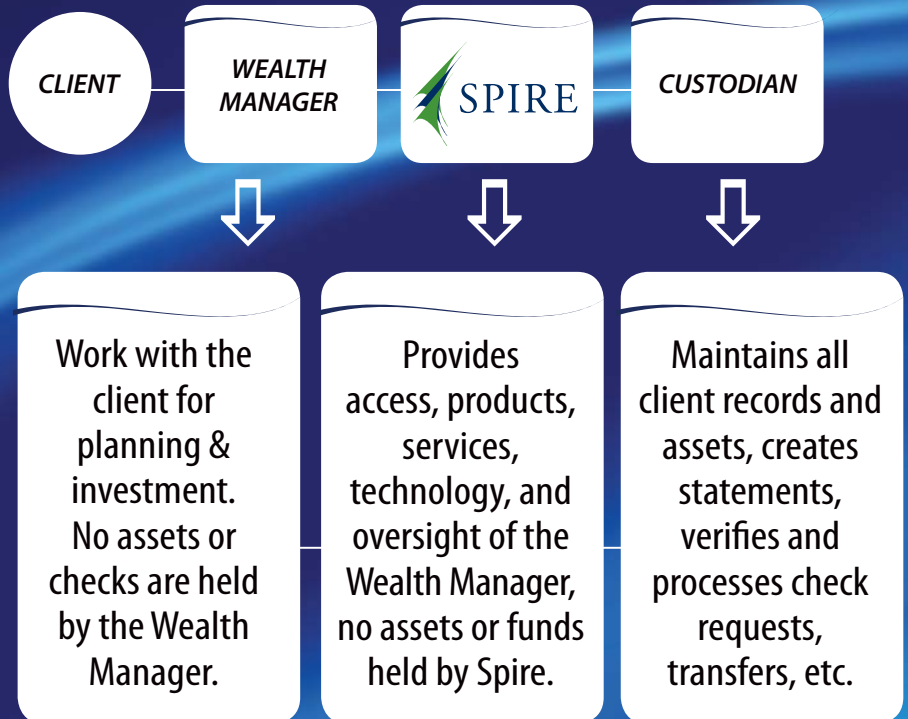 CLIENT
WEALTH
MANAGER
SPIRE
CUSTODIAN
Work with the
client for
planning &
investment.
No assets or
checks are held
by the Wealth
Manager.
Provides
access, products,
services,
technology, and
oversight of the
Wealth Manager,
no assets or funds
held by Spire.
Maintains all
client records and
assets, creates
statements,
verifies and
processes check
requests,
transfers, etc.